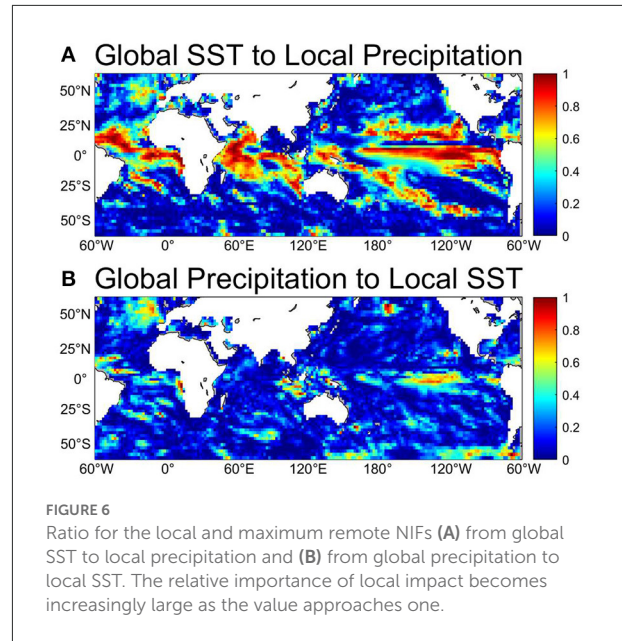 A Global SST to Local Precipitation
50°N
25°N
0°
25°S
50°S
60°W 0° 60°E 120°E 180° 120°W 60°W
1
0.8
0.6
0.4
0.2
0
B Global Precipitation to Local SST
50°N
25°N
0°
25°S
50°S
60°W 0° 60°E 120°E 180° 120°W 60°W
1
0.8
0.6
0.4
0.2
0
FIGURE 6
Ratio for the local and maximum remote NIFs (A) from global
SST to local precipitation and (B) from global precipitation to
local SST. The relative importance of local impact becomes
increasingly large as the value approaches one.